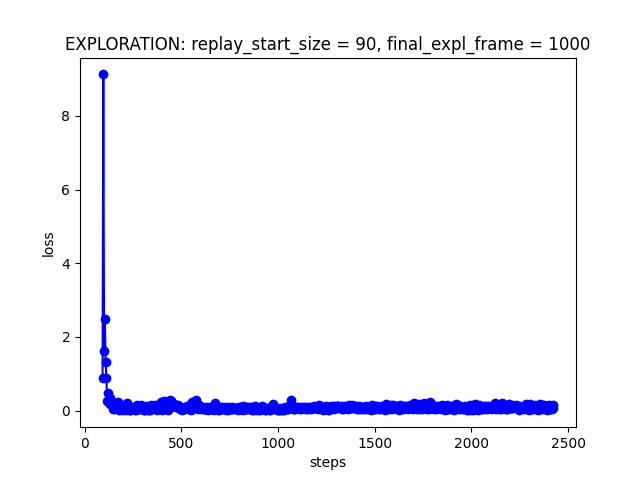 EXPLORATION: replay_start_size = 90, final_expl_frame = 1000
8
6
4
2
0
loss
0 500 1000 1500 2000 2500
steps